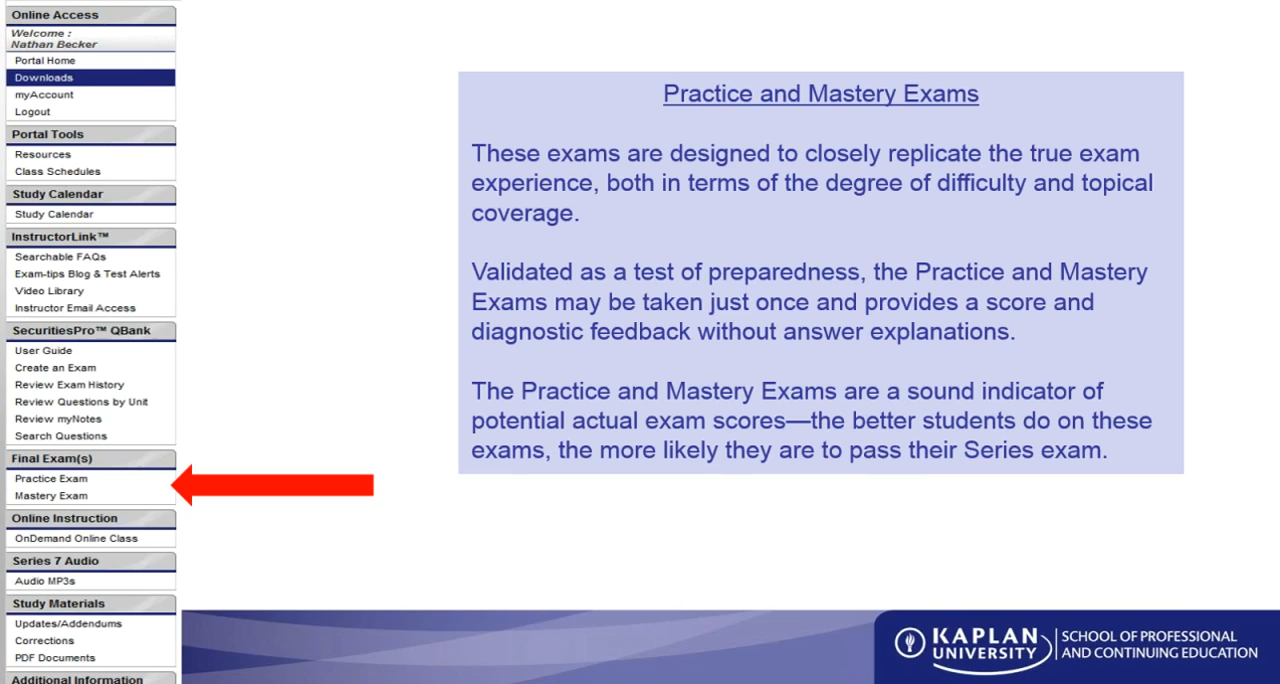 Online Access
Welcome :
Nathan Becker
Portal Home
Downloads
myAccount
Logout
Portal Tools
Resources
Class Schedules
Study Calendar
Study Calendar
InstructorLink™
Searchable FAQs
Exam-tips Blog & Test Alerts
Video Library
Instructor Email Access
SecuritiesPro™ QBank
User Guide
Create an Exam
Review Exam History
Review Questions by Unit
Review myNotes
Search Questions
Final Exam(s)
Practice Exam
Mastery Exam
Online Instruction
OnDemand Online Class
Series 7 Audio
Audio MP3s
Study Materials
Updates/Addendums
Corrections
PDF Documents
Additional Information
Practice and Mastery Exams
These exams are designed to closely replicate the true exam
experience, both in terms of the degree of difficulty and topical
coverage.
Validated as a test of preparedness, the Practice and Mastery
Exams may be taken just once and provides a score and
diagnostic feedback without answer explanations.
The Practice and Mastery Exams are a sound indicator of
potential actual exam scores—the better students do on these
exams, the more likely they are to pass their Series exam.
KAPLAN
UNIVERSITY
SCHOOL OF PROFESSIONAL
AND CONTINUING EDUCATION